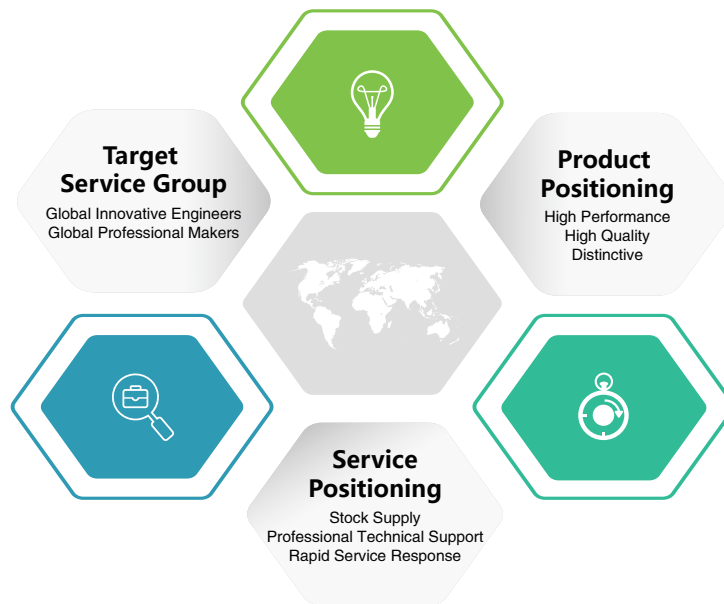 Target
Service Group
Global Innovative Engineers
Global Professional Makers
Product
Positioning
High Performance
High Quality
Distinctive
Service
Positioning
Stock Supply
Professional Technical Support
Rapid Service Response